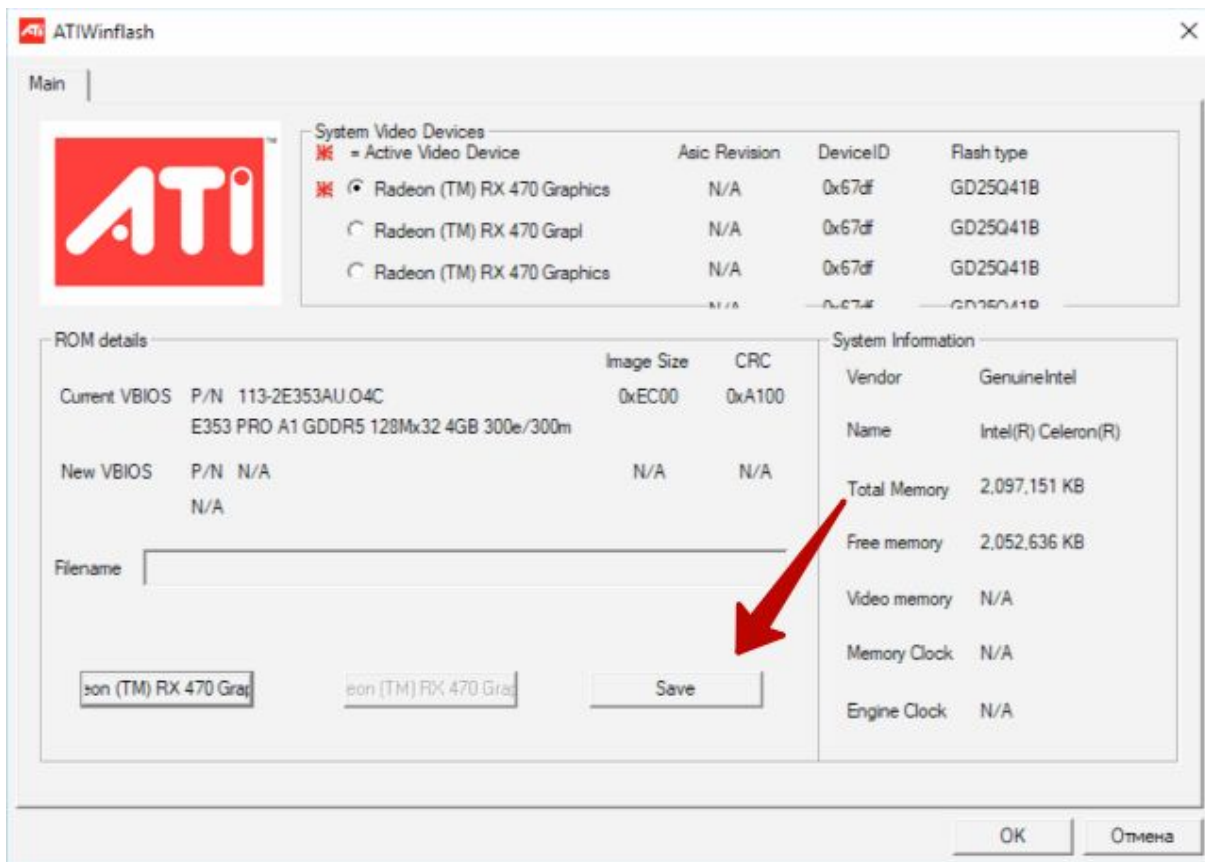 ATI ATIWinflash
Main
ATI ™
System Video Devices
= Active Video Device Asic Revision DeviceID Flash type
Radeon (TM) RX 470 Graphics N/A 0x67df GD25Q41B
Radeon (TM) RX 470 Grapl N/A 0x67df GD25Q41B
Radeon (TM) RX 470 Graphics N/A 0x67df GD25Q41B
N/A 0x67df GD25Q41B
ROM details
Image Size CRC
Current VBIOS P/N 113-2E353AU.O4C 0xEC00 0xA100
E353 PRO A1 GDDR5 128Mx32 4GB 300e/300m
New VBIOS P/N N/A N/A N/A
N/A
Filename
eon (TM) RX 470 Grap eon (TM) RX 470 Grap Save
System Information
Vendor GenuineIntel
Name Intel(R) Celeron(R)
Total Memory 2,097,151 KB
Free memory 2,052,636 KB
Video memory N/A
Memory Clock N/A
Engine Clock N/A
OK Отмена